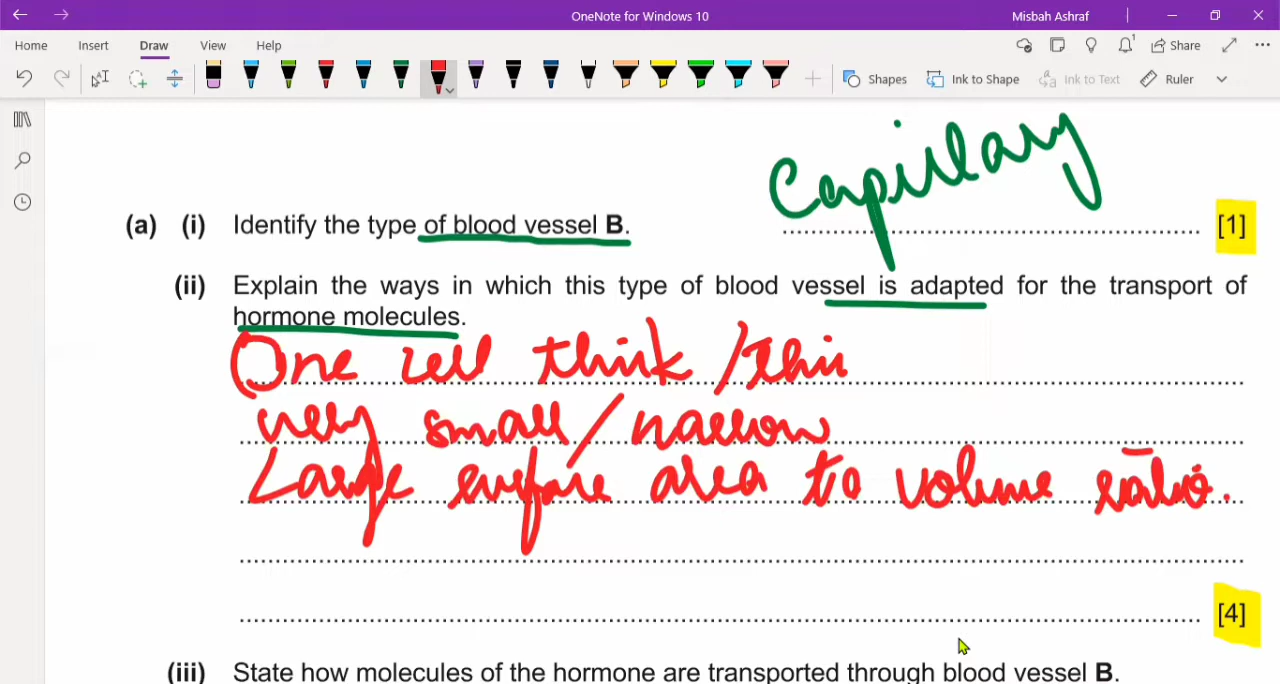 OneNote for Windows 10
Misbah Ashraf
Home Insert Draw View Help
1 Share
Shapes Ink to Shape Ink to Text Ruler
Capillary
(a) (i) Identify the type of blood vessel B. [1]
(ii) Explain the ways in which this type of blood vessel is adapted for the transport of
hormone molecules.
One cell think /thin
very small/narrow
Large surface area to volume ratio.
[4]
(iii) State how molecules of the hormone are transported through blood vessel B.